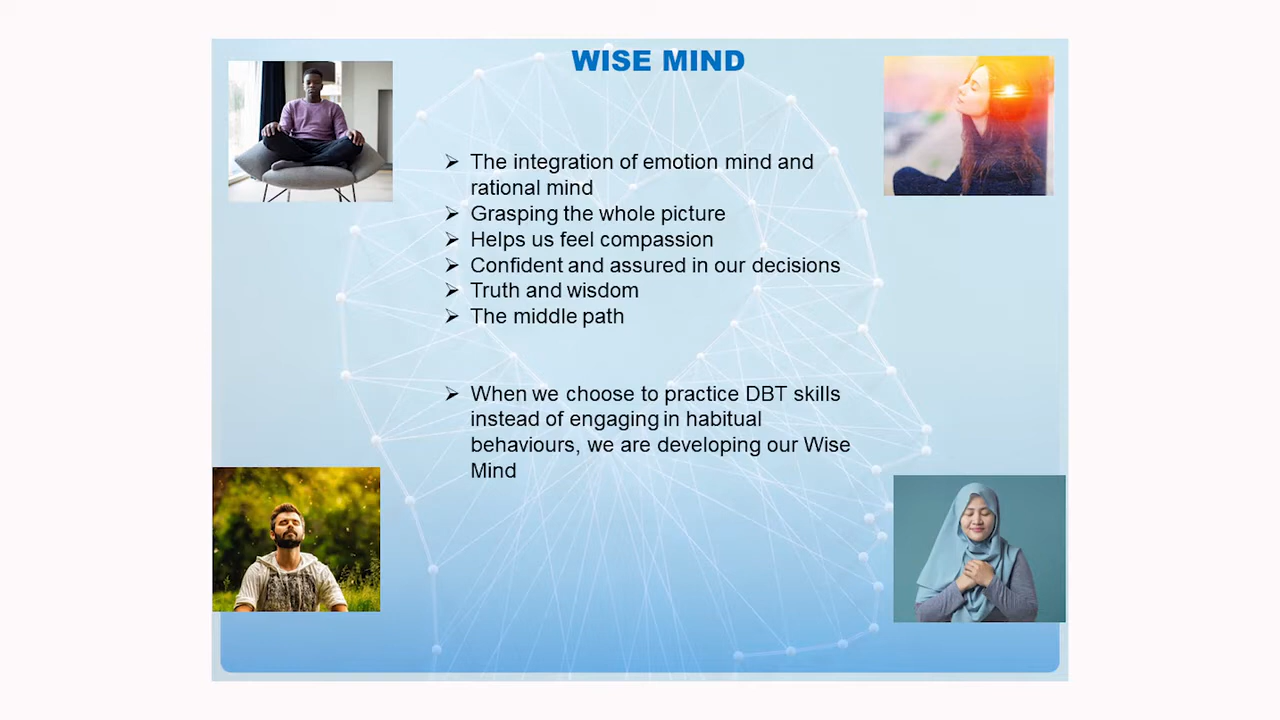 WISE MIND
➢ The integration of emotion mind and
rational mind
➢ Grasping the whole picture
➢ Helps us feel compassion
➢ Confident and assured in our decisions
➢ Truth and wisdom
➢ The middle path
➢ When we choose to practice DBT skills
instead of engaging in habitual
behaviours, we are developing our Wise
Mind